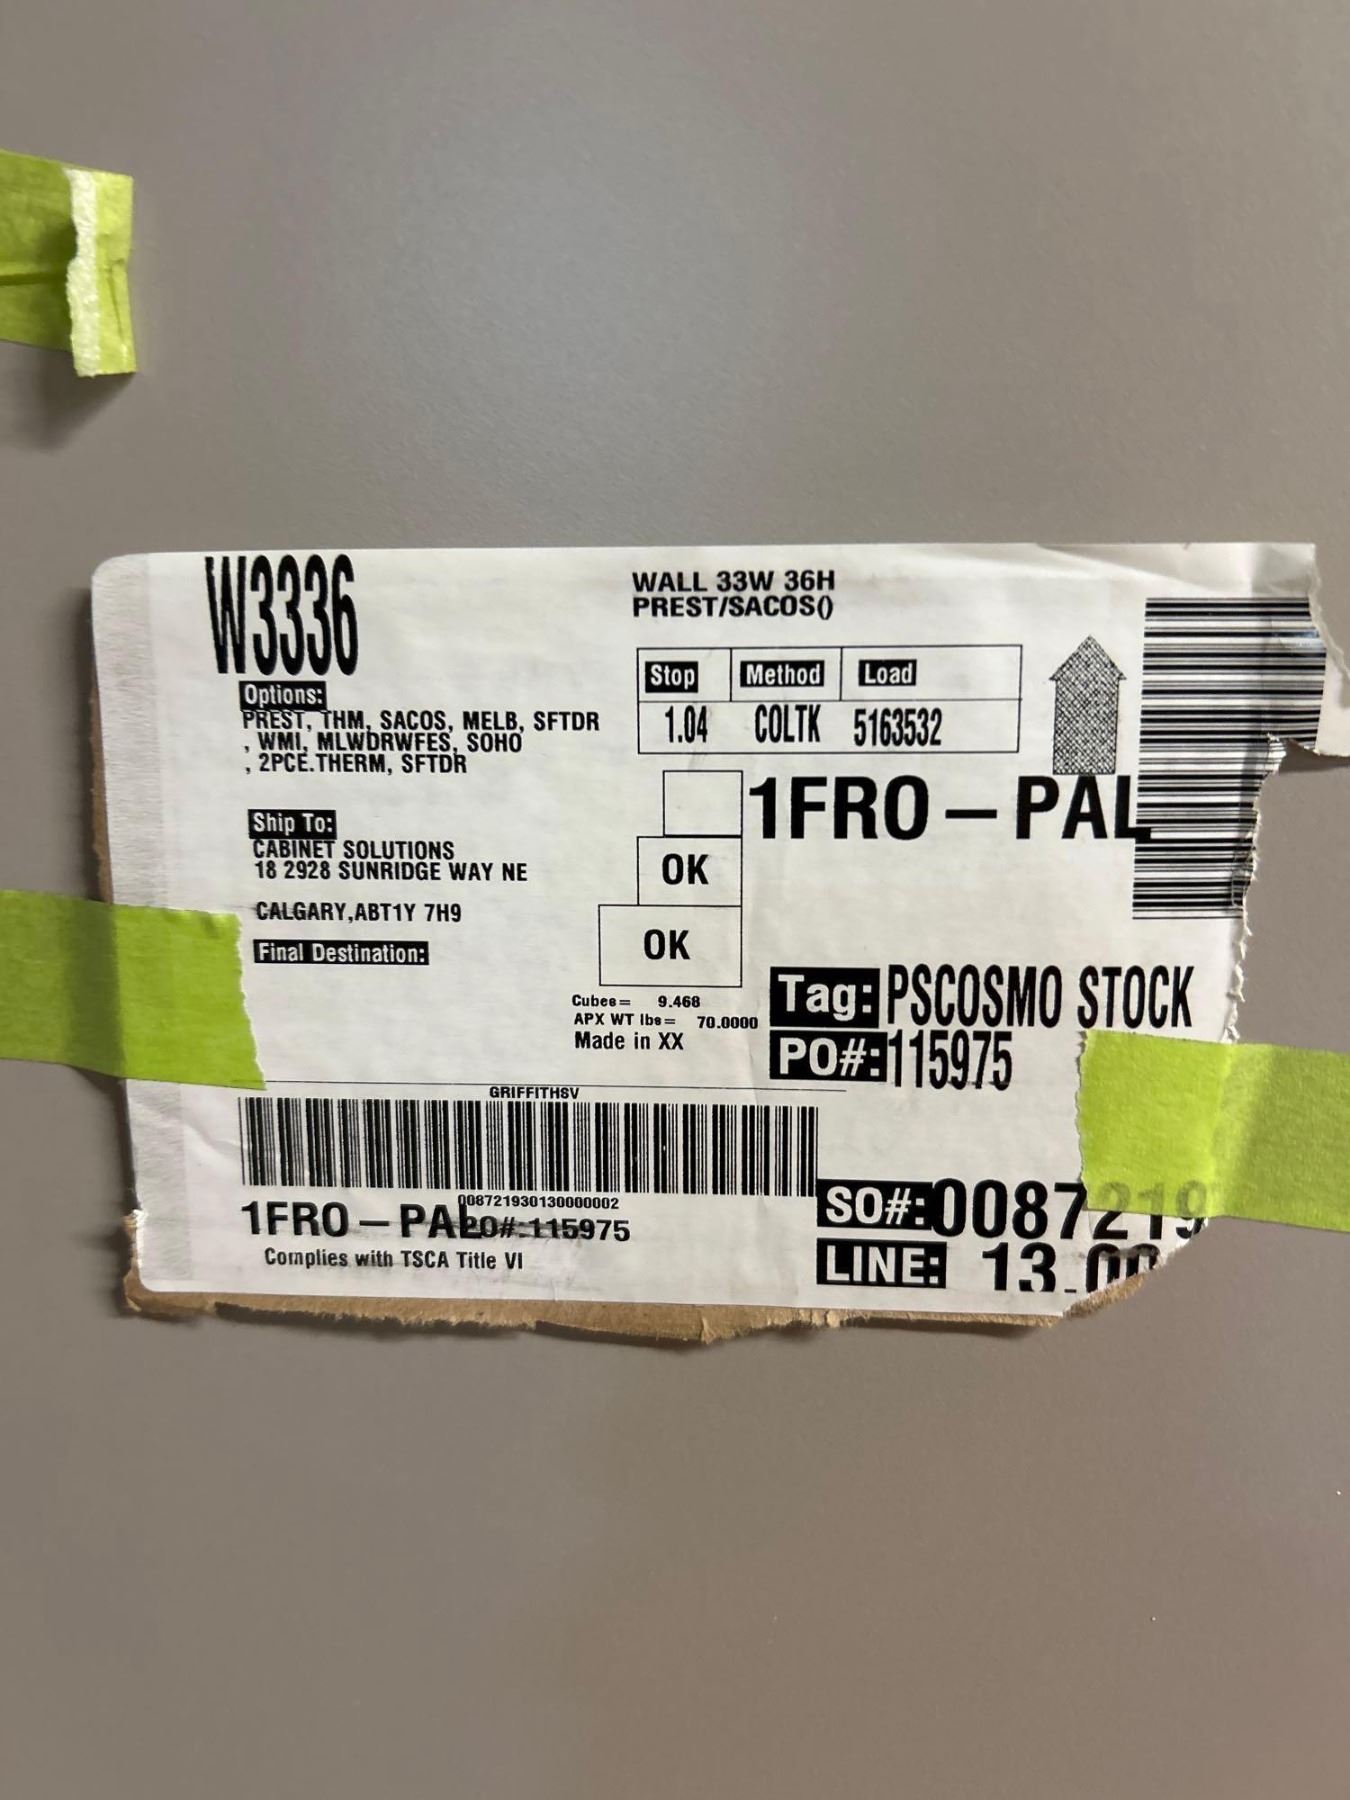 W3336
WALL 33W 36H
PREST/SACOS()
Options:
PREST, THM, SACOS, MELB, SFTDR
, WMI, MLWDRWFES, SOHO
, 2PCE.THERM, SFTDR
Stop Method Load
1.04 COLTK 5163532
1FRO – PAL
OK
OK
Ship To:
CABINET SOLUTIONS
18 2928 SUNRIDGE WAY NE
CALGARY,ABT1Y 7H9
Final Destination:
Cubes= 9.468
APX WT lbs= 70.0000
Made in XX
Tag: PSCOSMO STOCK
PO#: 115975
GRIFFITHSV
008721930130000002
1FRO – PAL PO#:115975
Complies with TSCA Title VI
SO#: 0087219
LINE: 13.00